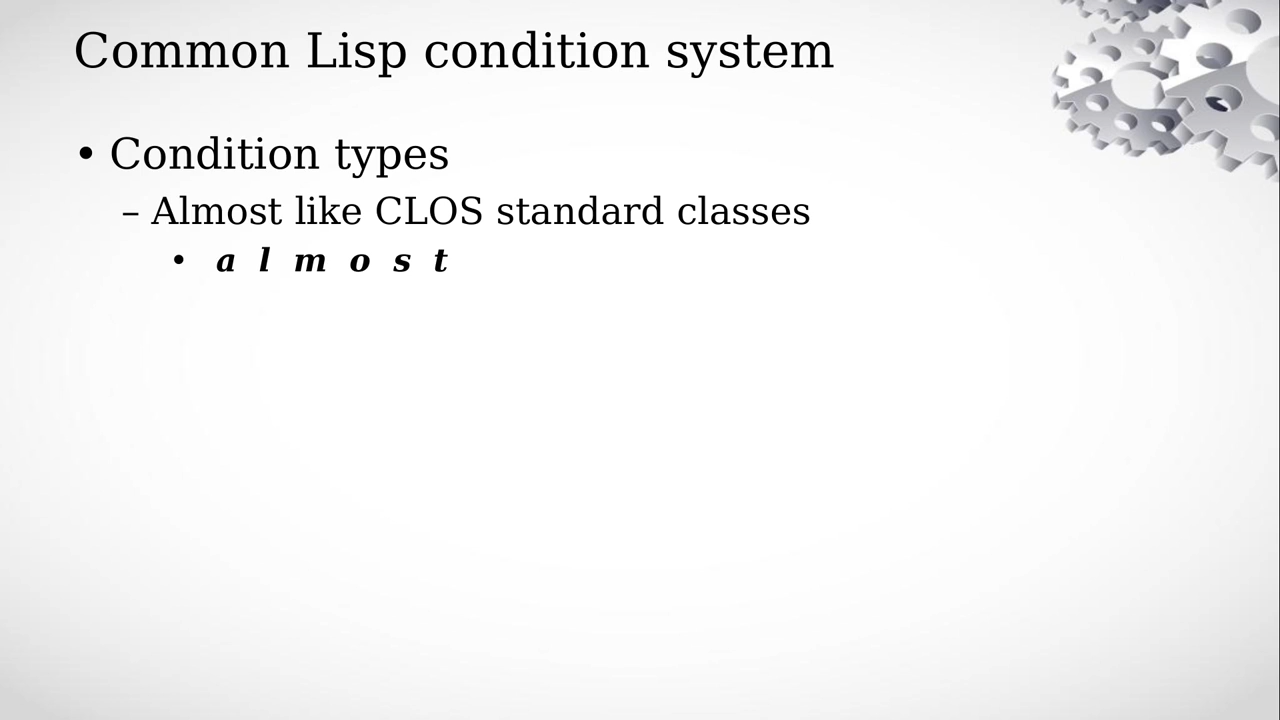 Common Lisp condition system
• Condition types
– Almost like CLOS standard classes
• a l m o s t